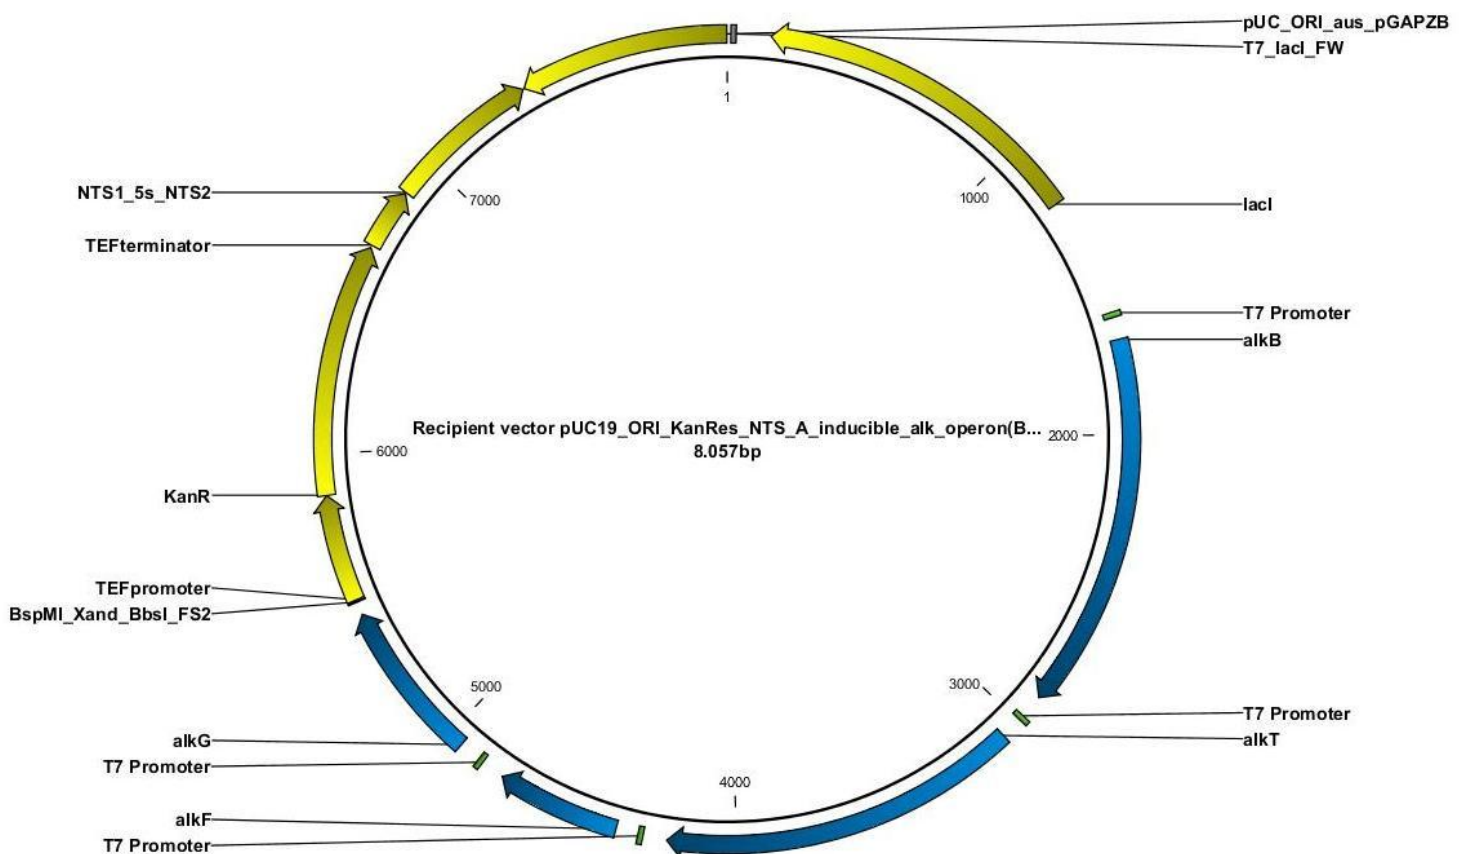 pUC_ORI_aus_pGAPZB
T7_lacI_FW
1
NTS1_5s_NTS2
7000
1000
lacI
TEFterminator
T7 Promoter
alkB
Recipient vector pUC19_ORI_KanRes_NTS_A_inducible_alk_operon(B...
8.057bp
2000
6000
KanR
TEFpromoter
BspMI_Xand_BbsI_FS2
5000
3000
T7 Promoter
alkT
alkG
T7 Promoter
4000
alkF
T7 Promoter